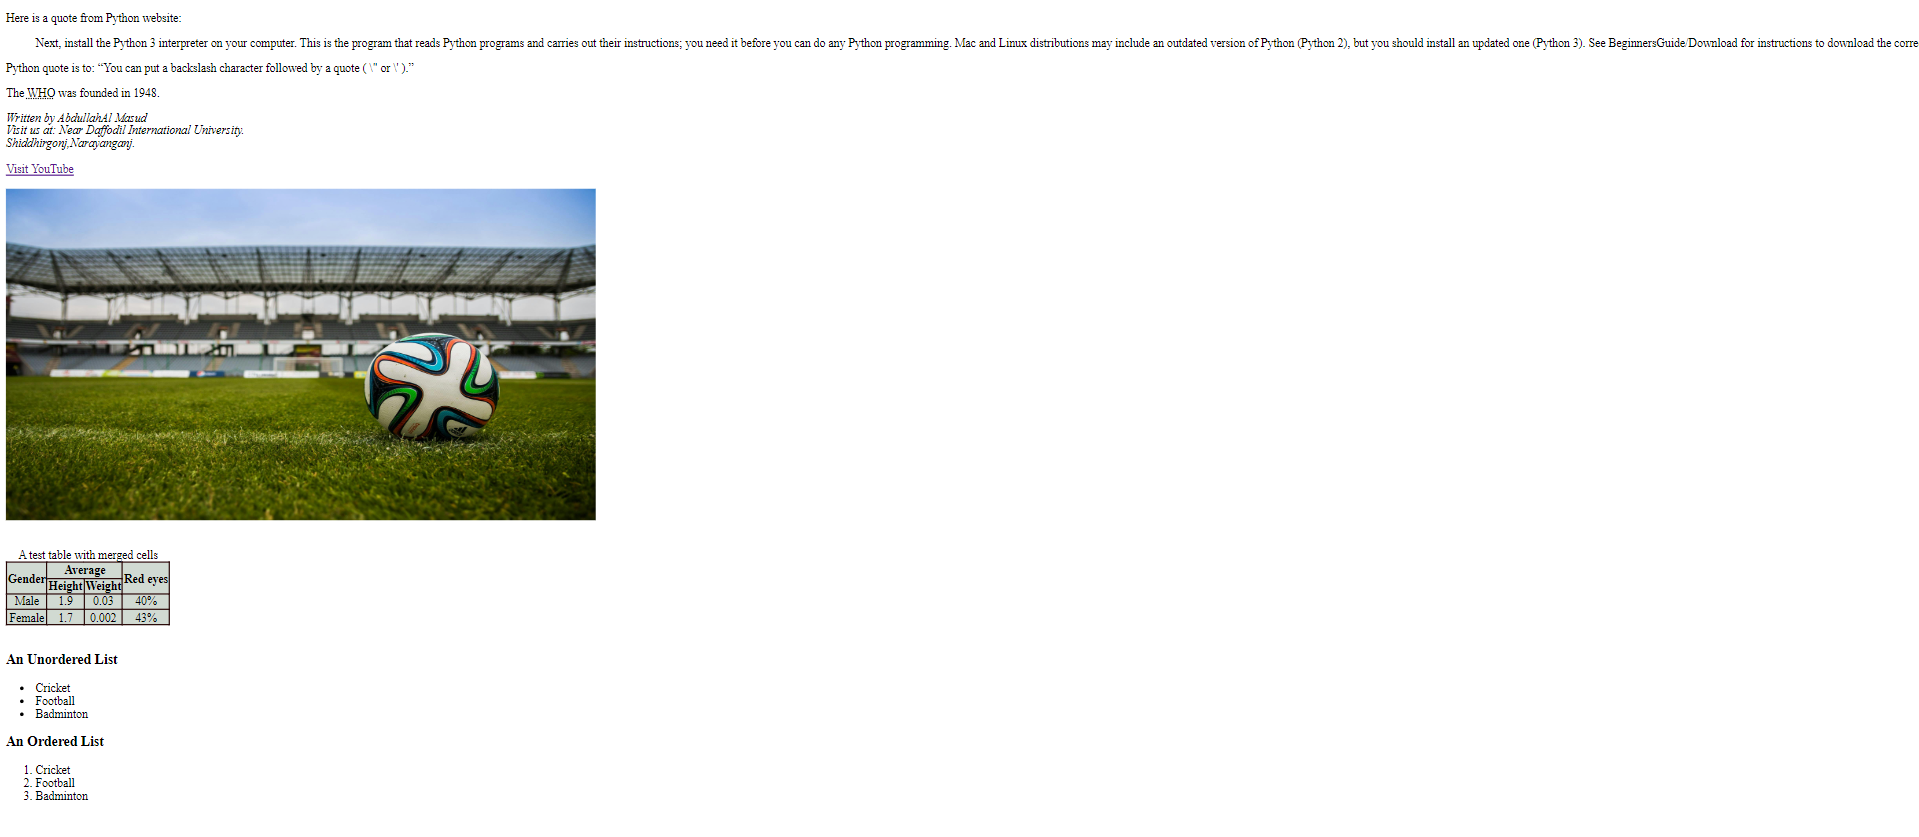 Here is a quote from Python website:
Next, install the Python 3 interpreter on your computer. This is the program that reads Python programs and carries out their instructions; you need it before you can do any Python programming. Mac and Linux distributions may include an outdated version of Python (Python 2), but you should install an updated one (Python 3). See BeginnersGuide/Download for instructions to download the corre
Python quote is to: “You can put a backslash character followed by a quote ( \" or \' ).”
The WHO was founded in 1948.
Written by AbdullahAl Masud
Visit us at: Near Daffodil International University.
Shiddhirgonj,Narayanganj.
Visit YouTube
A test table with merged cells
Gender Average Red eyes
Height Weight
Male 1.9 0.03 40%
Female 1.7 0.002 43%
An Unordered List
• Cricket
• Football
• Badminton
An Ordered List
1. Cricket
2. Football
3. Badminton